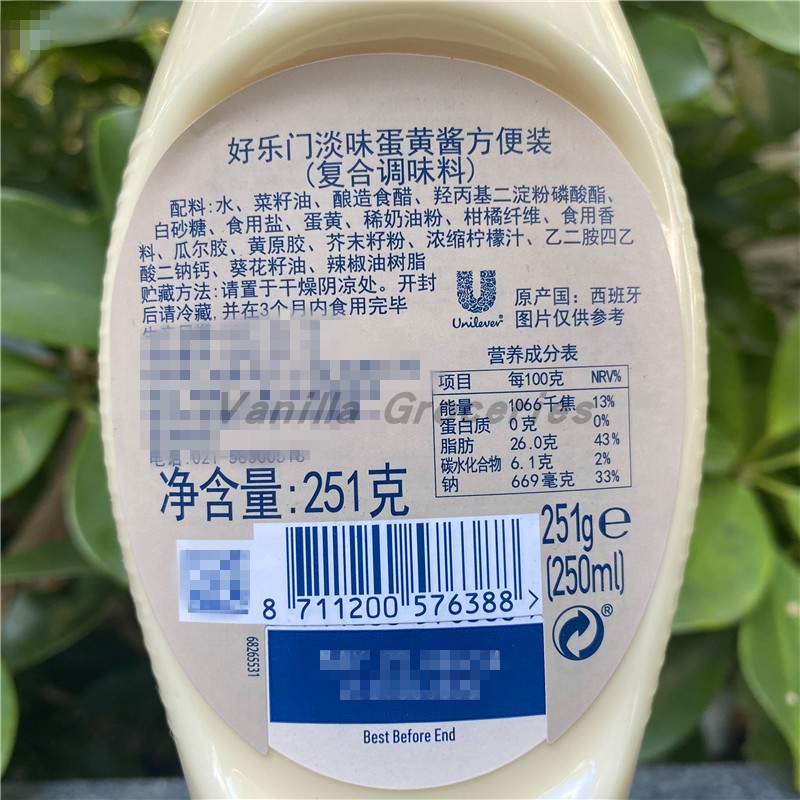 好乐门淡味蛋黄酱方便装
(复合调味料)
配料:水、菜籽油、酿造食醋、羟丙基二淀粉磷酸酯、
白砂糖、食用盐、蛋黄、稀奶油粉、柑橘纤维、食用香
料、瓜尔胶、黄原胶、芥末籽粉、浓缩柠檬汁、乙二胺四乙
酸二钠钙、葵花籽油、辣椒油树脂
贮藏方法:请置于干燥阴凉处。开封
后请冷藏,并在3个月内食用完毕
Unilever®
原产国:西班牙
图片仅供参考
营养成分表
项目 每100克 NRV%
能量 1066千焦 13%
蛋白质 0克 0%
脂肪 26.0克 43%
碳水化合物 6.1克 2%
钠 669毫克 33%
Vanilla Groceries
净含量:251克
251g℮
(250ml)
8 711200 576388 >
®
68265531
Best Before End